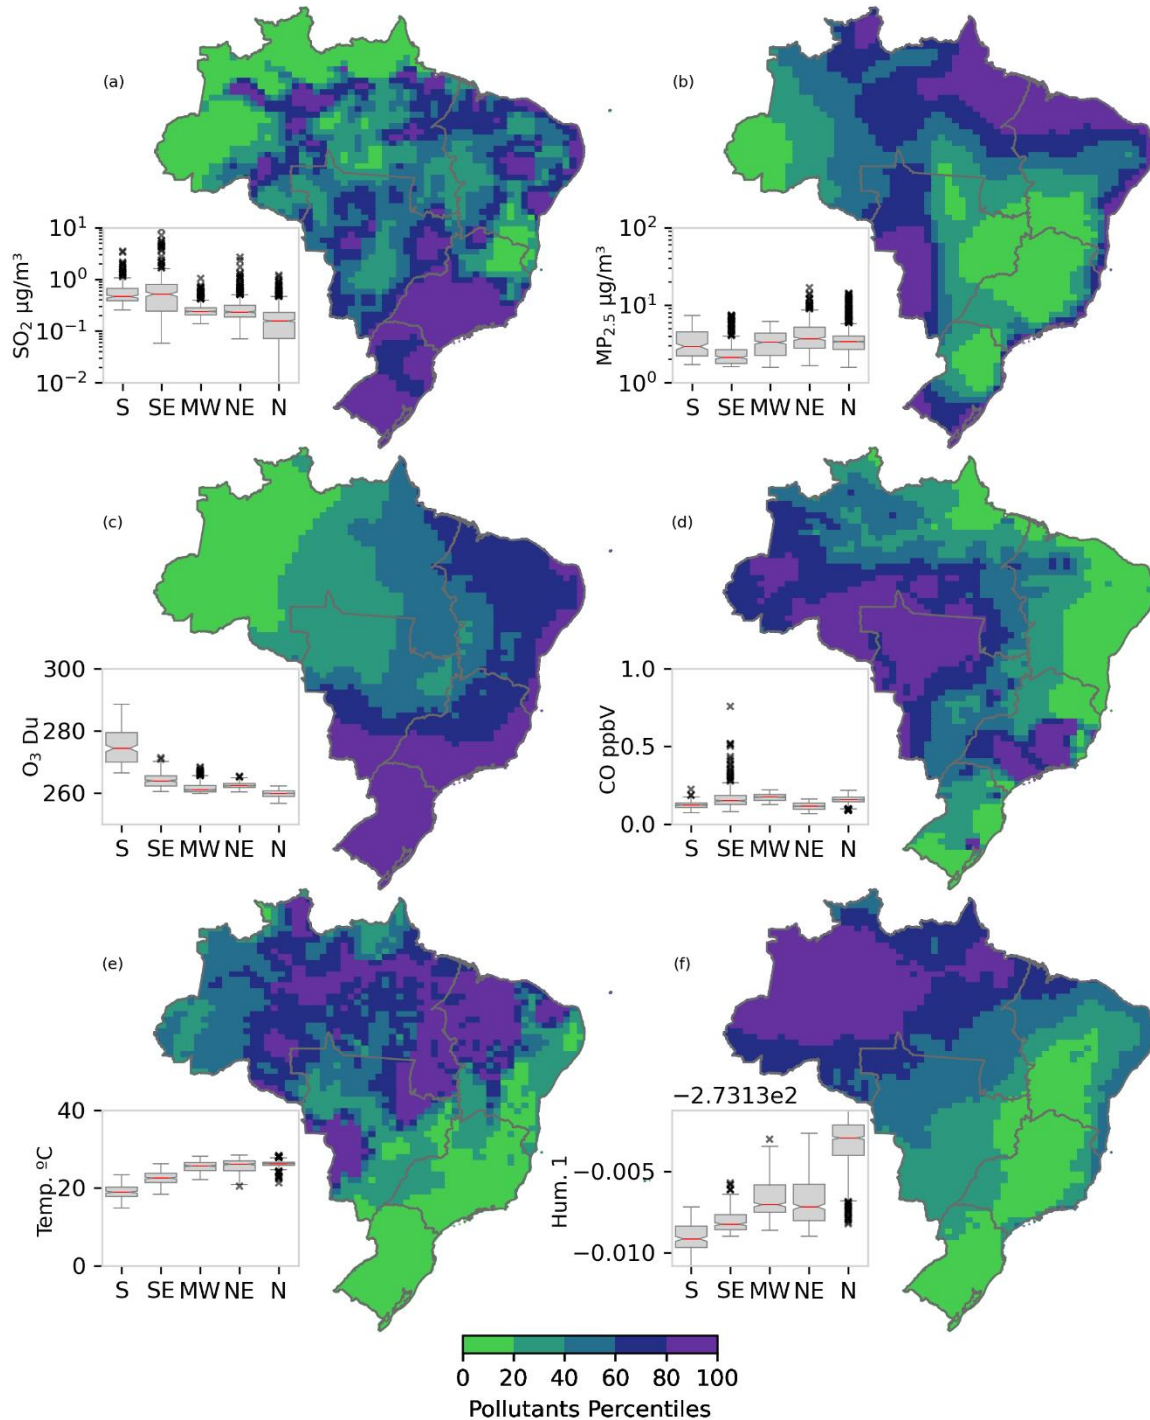 (a)
SO₂ µg/m³
10¹
10⁰
10⁻¹
10⁻²
S SE MW NE N
(b)
MP₂.₅ µg/m³
10²
10¹
10⁰
S SE MW NE N
(c)
O₃ Du
300
280
260
S SE MW NE N
(d)
CO ppbV
1.0
0.5
0.0
S SE MW NE N
(e)
Temp. ºC
40
20
0
S SE MW NE N
(f)
−2.7313e2
Hum. 1
−0.005
−0.010
S SE MW NE N
0 20 40 60 80 100
Pollutants Percentiles